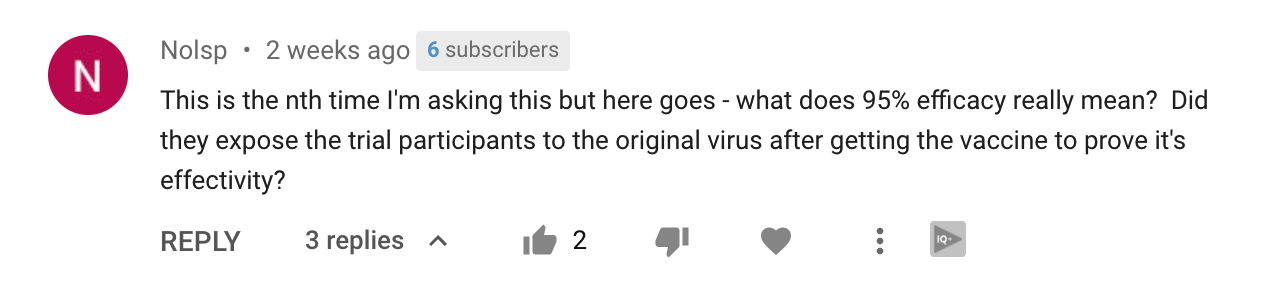 N
Nolsp • 2 weeks ago 6 subscribers
This is the nth time I'm asking this but here goes - what does 95% efficacy really mean?  Did
they expose the trial participants to the original virus after getting the vaccine to prove it's
effectivity?
REPLY 3 replies 2 IQ+